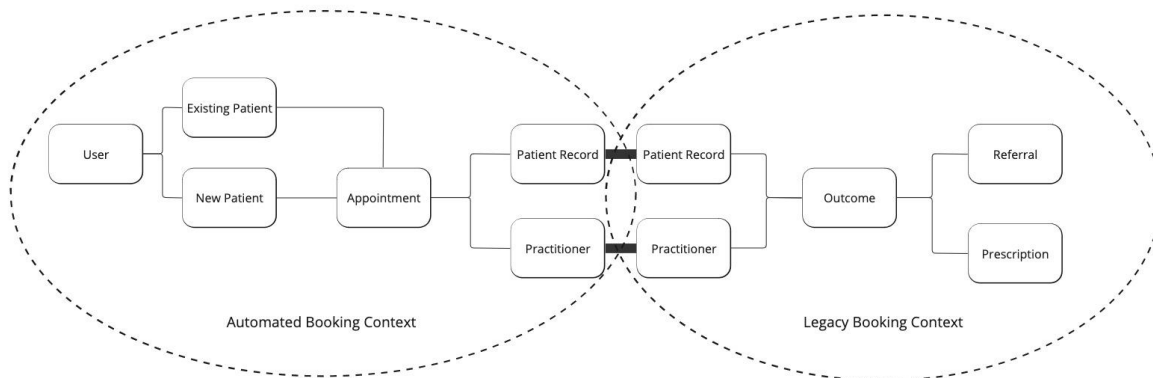 Existing Patient
User
Patient Record
Patient Record
Referral
New Patient
Appointment
Outcome
Practitioner
Practitioner
Prescription
Automated Booking Context
Legacy Booking Context